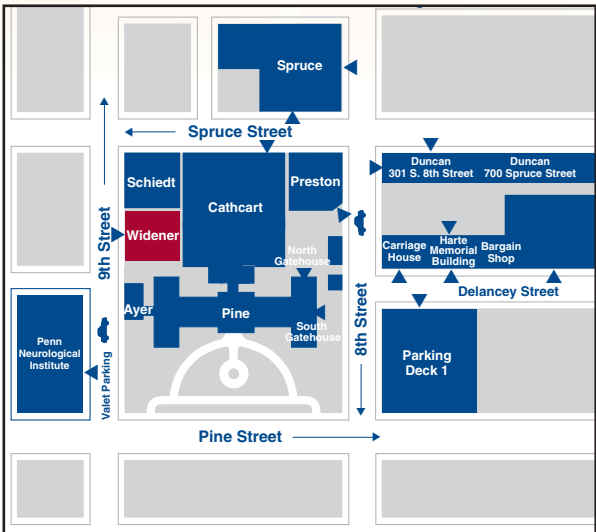 Spruce
Spruce Street
Schiedt
Cathcart
Preston
Duncan
301 S. 8th Street
Duncan
700 Spruce Street
Widener
9th Street
North
Gatehouse
Carriage
House
Harte
Memorial
Building
Bargain
Shop
Delancey Street
Ayer
Pine
South
Gatehouse
8th Street
Penn
Neurological
Institute
Valet Parking
Parking
Deck 1
Pine Street